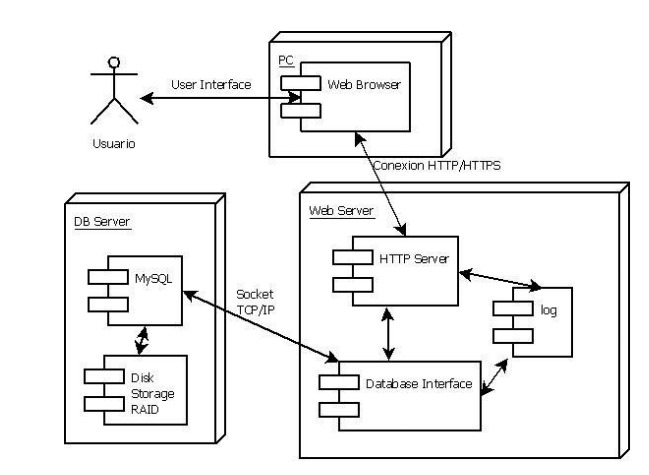 PC
Web Browser
User Interface
Usuario
Conexion HTTP/HTTPS
DB Server
Web Server
HTTP Server
MySQL
Socket
TCP/IP
log
Disk
Storage
RAID
Database Interface